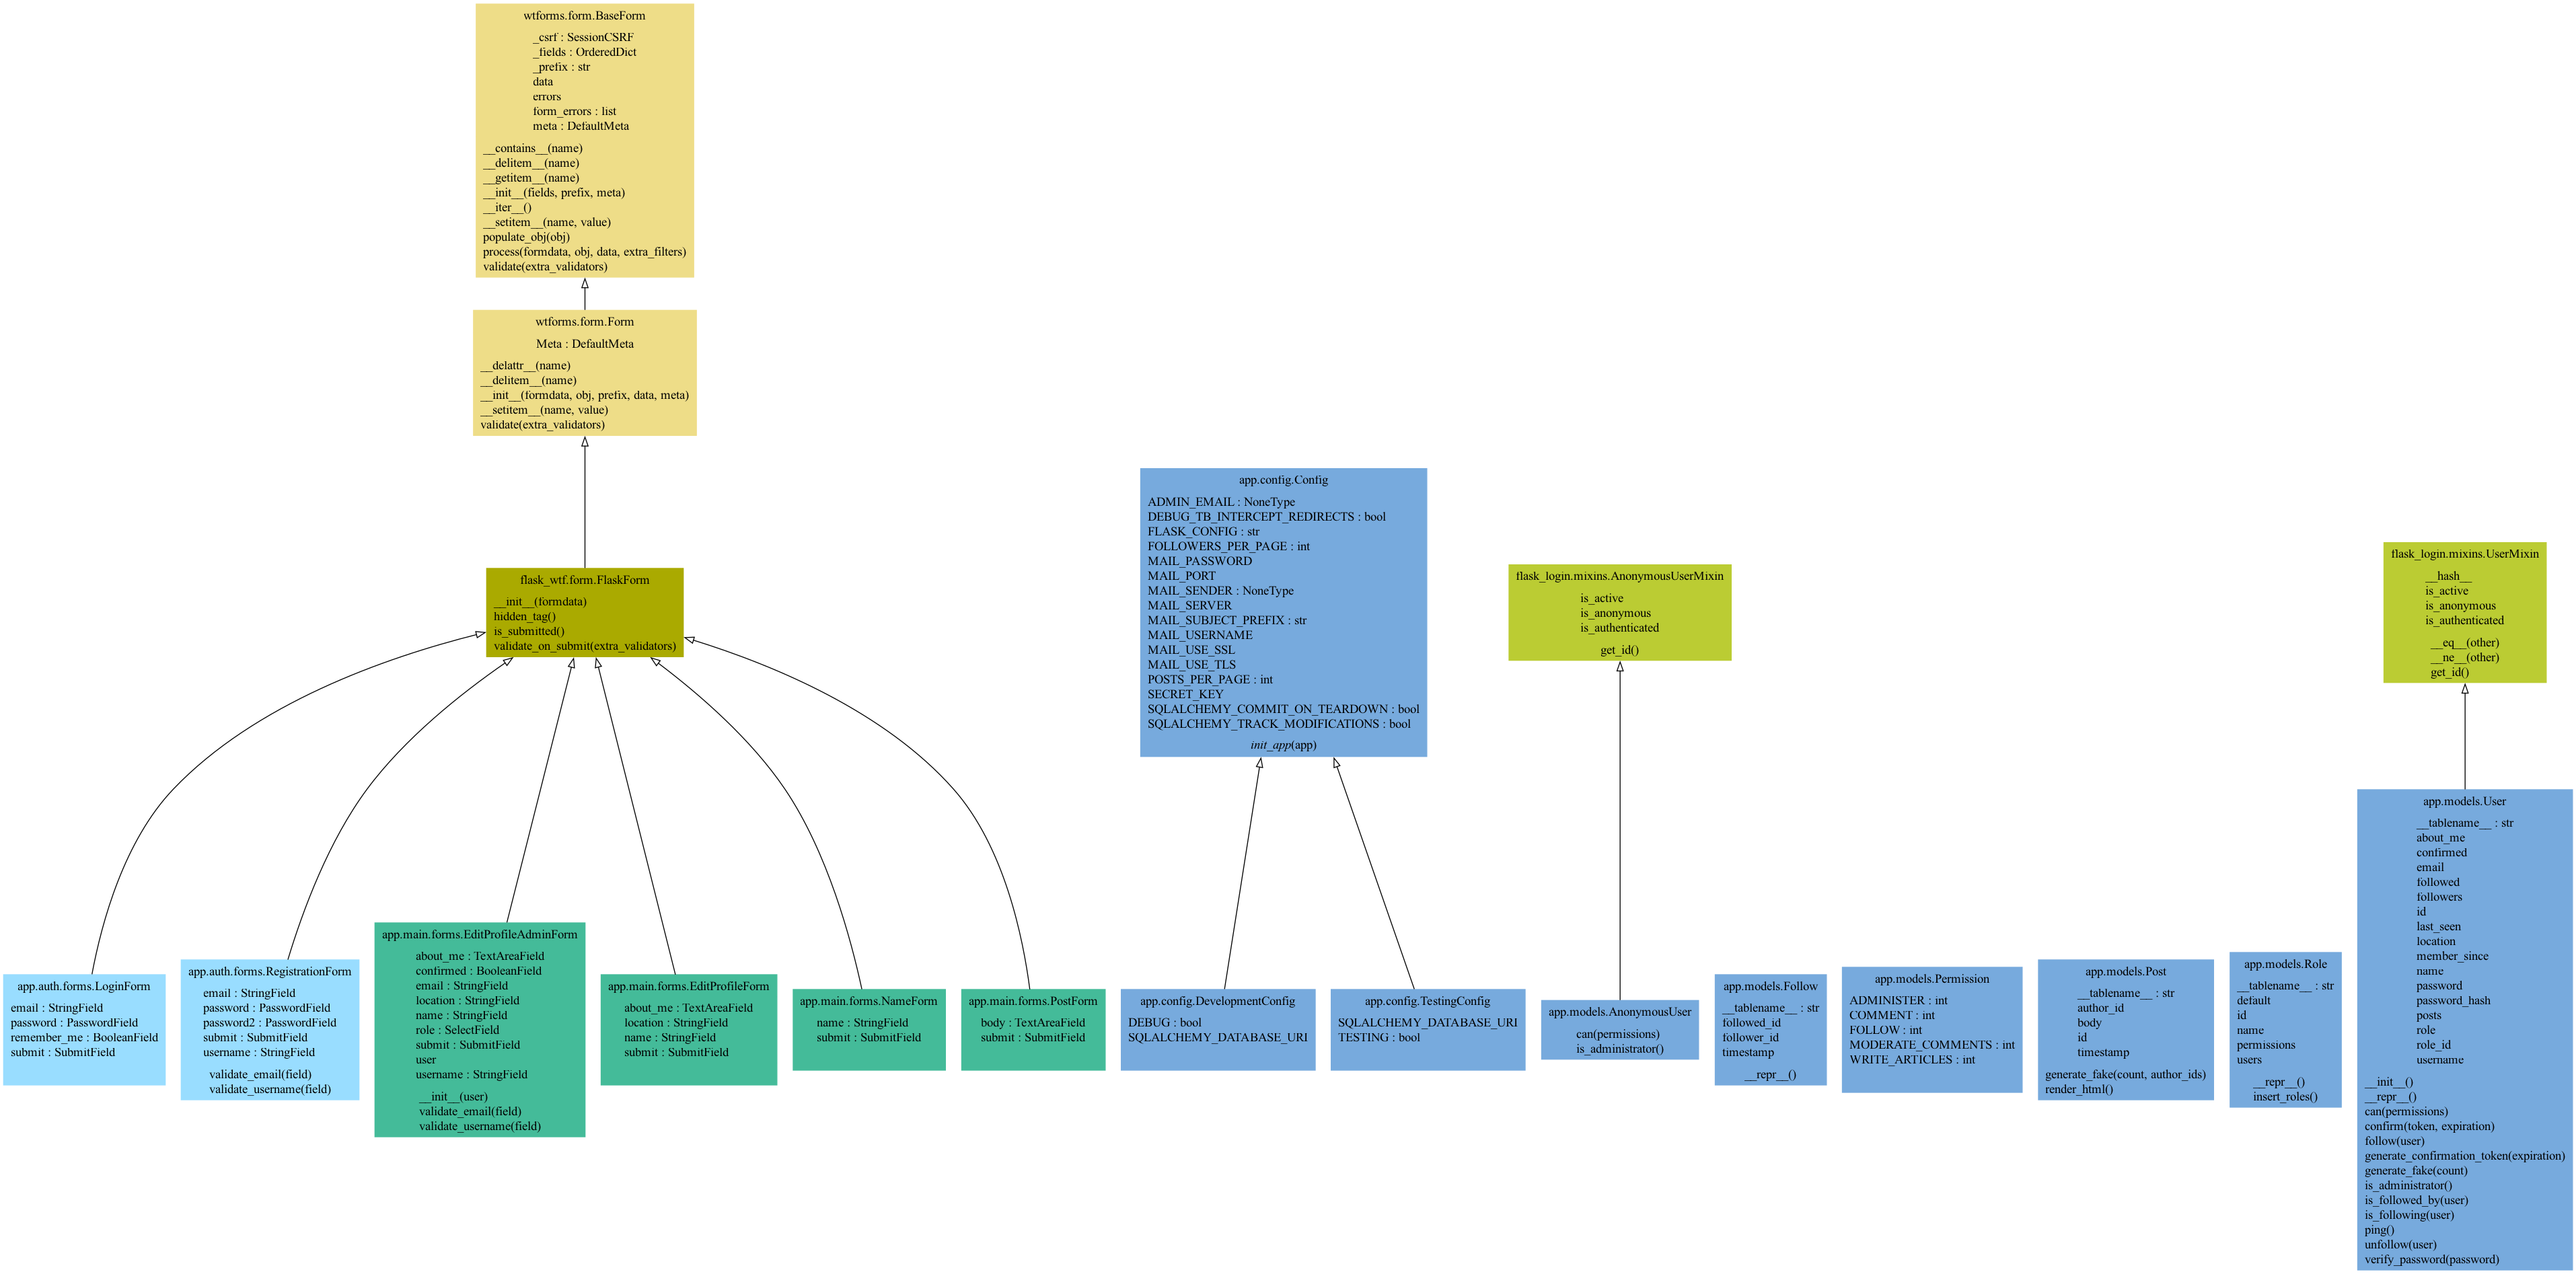 wtforms.form.BaseForm
_csrf : SessionCSRF
_fields : OrderedDict
_prefix : str
data
errors
form_errors : list
meta : DefaultMeta
__contains__(name)
__delitem__(name)
__getitem__(name)
__init__(fields, prefix, meta)
__iter__()
__setitem__(name, value)
populate_obj(obj)
process(formdata, obj, data, extra_filters)
validate(extra_validators)
wtforms.form.Form
Meta : DefaultMeta
__delattr__(name)
__delitem__(name)
__init__(formdata, obj, prefix, data, meta)
__setitem__(name, value)
validate(extra_validators)
flask_wtf.form.FlaskForm
__init__(formdata)
hidden_tag()
is_submitted()
validate_on_submit(extra_validators)
app.config.Config
ADMIN_EMAIL : NoneType
DEBUG_TB_INTERCEPT_REDIRECTS : bool
FLASK_CONFIG : str
FOLLOWERS_PER_PAGE : int
MAIL_PASSWORD
MAIL_PORT
MAIL_SENDER : NoneType
MAIL_SERVER
MAIL_SUBJECT_PREFIX : str
MAIL_USERNAME
MAIL_USE_SSL
MAIL_USE_TLS
POSTS_PER_PAGE : int
SECRET_KEY
SQLALCHEMY_COMMIT_ON_TEARDOWN : bool
SQLALCHEMY_TRACK_MODIFICATIONS : bool
init_app(app)
flask_login.mixins.AnonymousUserMixin
is_active
is_anonymous
is_authenticated
get_id()
flask_login.mixins.UserMixin
__hash__
is_active
is_anonymous
is_authenticated
__eq__(other)
__ne__(other)
get_id()
app.auth.forms.LoginForm
email : StringField
password : PasswordField
remember_me : BooleanField
submit : SubmitField
app.auth.forms.RegistrationForm
email : StringField
password : PasswordField
password2 : PasswordField
submit : SubmitField
username : StringField
validate_email(field)
validate_username(field)
app.main.forms.EditProfileAdminForm
about_me : TextAreaField
confirmed : BooleanField
email : StringField
location : StringField
name : StringField
role : SelectField
submit : SubmitField
user
username : StringField
__init__(user)
validate_email(field)
validate_username(field)
app.main.forms.EditProfileForm
about_me : TextAreaField
location : StringField
name : StringField
submit : SubmitField
app.main.forms.NameForm
name : StringField
submit : SubmitField
app.main.forms.PostForm
body : TextAreaField
submit : SubmitField
app.config.DevelopmentConfig
DEBUG : bool
SQLALCHEMY_DATABASE_URI
app.config.TestingConfig
SQLALCHEMY_DATABASE_URI
TESTING : bool
app.models.AnonymousUser
can(permissions)
is_administrator()
app.models.Follow
__tablename__ : str
followed_id
follower_id
timestamp
__repr__()
app.models.Permission
ADMINISTER : int
COMMENT : int
FOLLOW : int
MODERATE_COMMENTS : int
WRITE_ARTICLES : int
app.models.Post
__tablename__ : str
author_id
body
id
timestamp
generate_fake(count, author_ids)
render_html()
app.models.Role
__tablename__ : str
default
id
name
permissions
users
__repr__()
insert_roles()
app.models.User
__tablename__ : str
about_me
confirmed
email
followed
followers
id
last_seen
location
member_since
name
password
password_hash
posts
role
role_id
username
__init__()
__repr__()
can(permissions)
confirm(token, expiration)
follow(user)
generate_confirmation_token(expiration)
generate_fake(count)
is_administrator()
is_followed_by(user)
is_following(user)
ping()
unfollow(user)
verify_password(password)